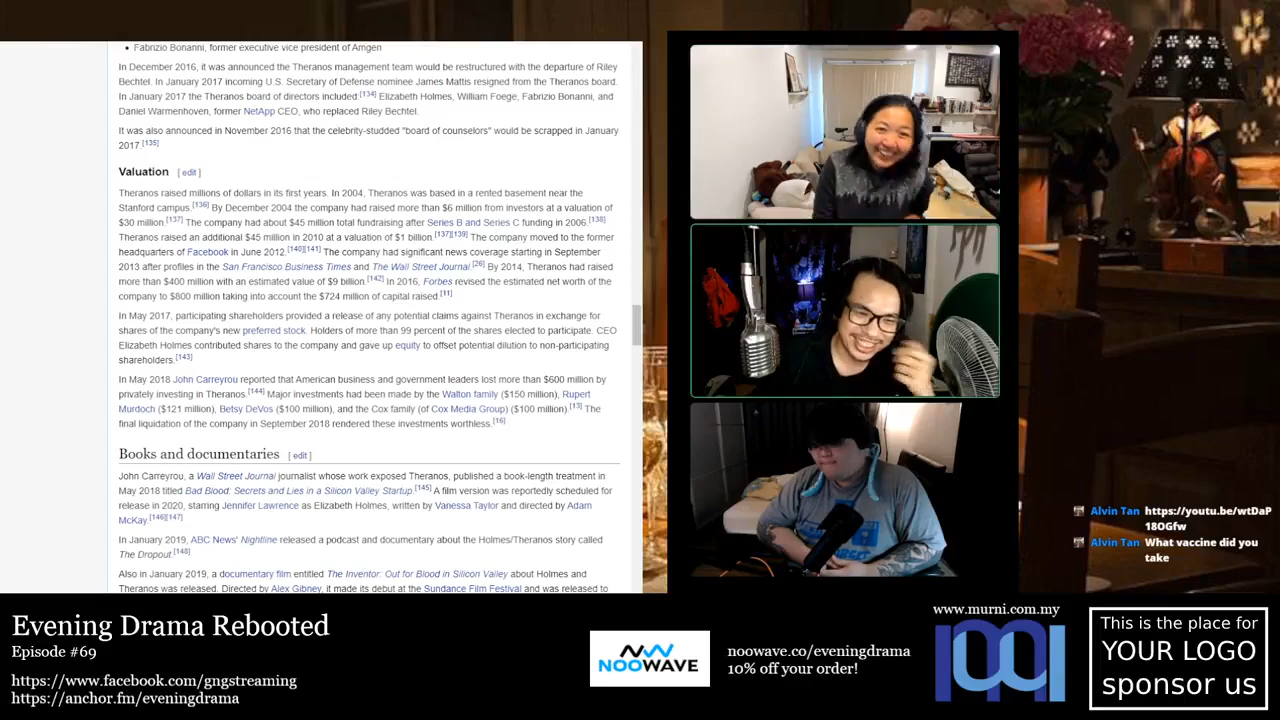 • Fabrizio Bonanni, former executive vice president of Amgen
In December 2016, it was announced the Theranos management team would be restructured with the departure of Riley
Bechtel. In January 2017 incoming U.S. Secretary of Defense nominee James Mattis resigned from the Theranos board.
In January 2017 the Theranos board of directors included:[134] Elizabeth Holmes, William Foege, Fabrizio Bonanni, and
Daniel Warmenhoven, former NetApp CEO, who replaced Riley Bechtel.
It was also announced in November 2016 that the celebrity-studded "board of counselors" would be scrapped in January
2017.[135]
Valuation [ edit ]
Theranos raised millions of dollars in its first years. In 2004, Theranos was based in a rented basement near the
Stanford campus.[136] By December 2004 the company had raised more than $6 million from investors at a valuation of
$30 million.[137] The company had about $45 million total fundraising after Series B and Series C funding in 2006.[138]
Theranos raised an additional $45 million in 2010 at a valuation of $1 billion.[137][139] The company moved to the former
headquarters of Facebook in June 2012.[140][141] The company had significant news coverage starting in September
2013 after profiles in the San Francisco Business Times and The Wall Street Journal.[26] By 2014, Theranos had raised
more than $400 million with an estimated value of $9 billion.[142] In 2016, Forbes revised the estimated net worth of the
company to $800 million taking into account the $724 million of capital raised.[11]
In May 2017, participating shareholders provided a release of any potential claims against Theranos in exchange for
shares of the company's new preferred stock. Holders of more than 99 percent of the shares elected to participate. CEO
Elizabeth Holmes contributed shares to the company and gave up equity to offset potential dilution to non-participating
shareholders.[143]
In May 2018 John Carreyrou reported that American business and government leaders lost more than $600 million by
privately investing in Theranos.[144] Major investments had been made by the Walton family ($150 million), Rupert
Murdoch ($121 million), Betsy DeVos ($100 million), and the Cox family (of Cox Media Group) ($100 million).[13] The
final liquidation of the company in September 2018 rendered these investments worthless.[16]
Books and documentaries [ edit ]
John Carreyrou, a Wall Street Journal journalist whose work exposed Theranos, published a book-length treatment in
May 2018 titled Bad Blood: Secrets and Lies in a Silicon Valley Startup.[145] A film version was reportedly scheduled for
release in 2020, starring Jennifer Lawrence as Elizabeth Holmes, written by Vanessa Taylor and directed by Adam
McKay.[146][147]
In January 2019, ABC News' Nightline released a podcast and documentary about the Holmes/Theranos story called
The Dropout.[148]
Also in January 2019, a documentary film entitled The Inventor: Out for Blood in Silicon Valley about Holmes and
Theranos was released. Directed by Alex Gibney, it made its debut at the Sundance Film Festival and was released to
Alvin Tan https://youtu.be/wtDaP
18OGfw
Alvin Tan What vaccine did you
take
Evening Drama Rebooted
Episode #69
https://www.facebook.com/gngstreaming
https://anchor.fm/eveningdrama
NOOWAVE
noowave.co/eveningdrama
10% off your order!
www.murni.com.my
This is the place for
YOUR LOGO
sponsor us